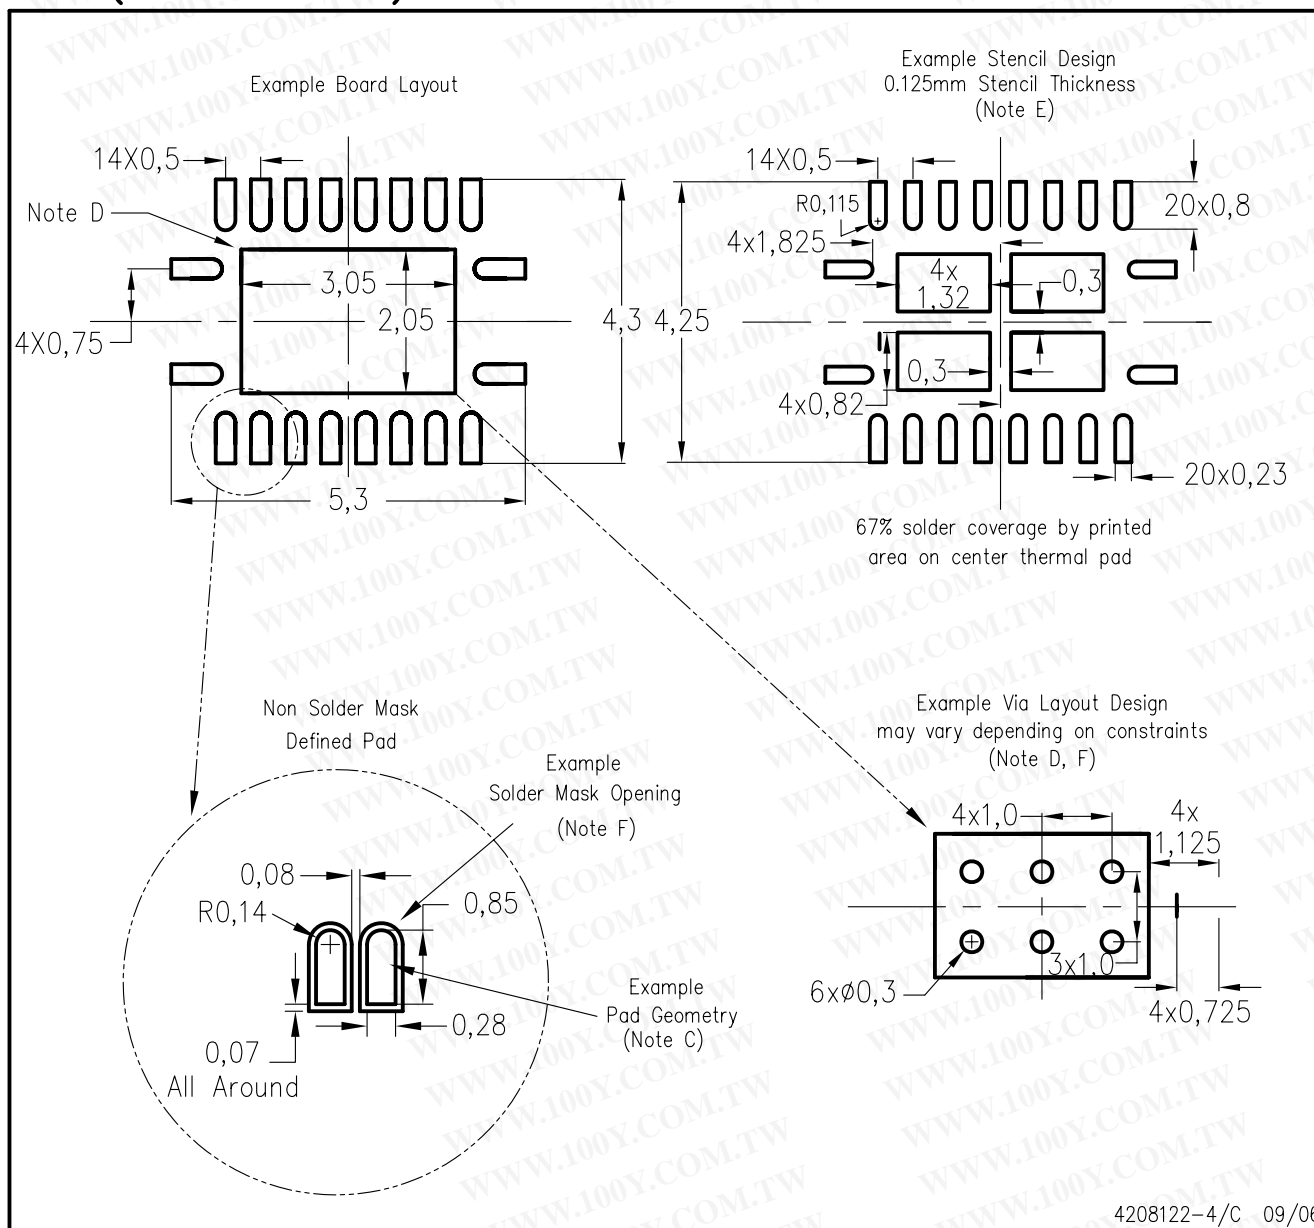 Example Board Layout
14X0,5
Note D
3,05
2,05
4X0,75
4,3
5,3
Example Stencil Design
0.125mm Stencil Thickness
(Note E)
14X0,5
R0,115
20x0,8
4x1,825
4x
1,32
0,3
4,25
0,3
4x0,82
20x0,23
67% solder coverage by printed
area on center thermal pad
Non Solder Mask
Defined Pad
Example
Solder Mask Opening
(Note F)
0,08
R0,14
0,85
0,28
0,07
All Around
Example
Pad Geometry
(Note C)
Example Via Layout Design
may vary depending on constraints
(Note D, F)
4x1,0
4x
1,125
3x1,0
6xø0,3
4x0,725
4208122-4/C 09/06
WWW.100Y.COM.TW